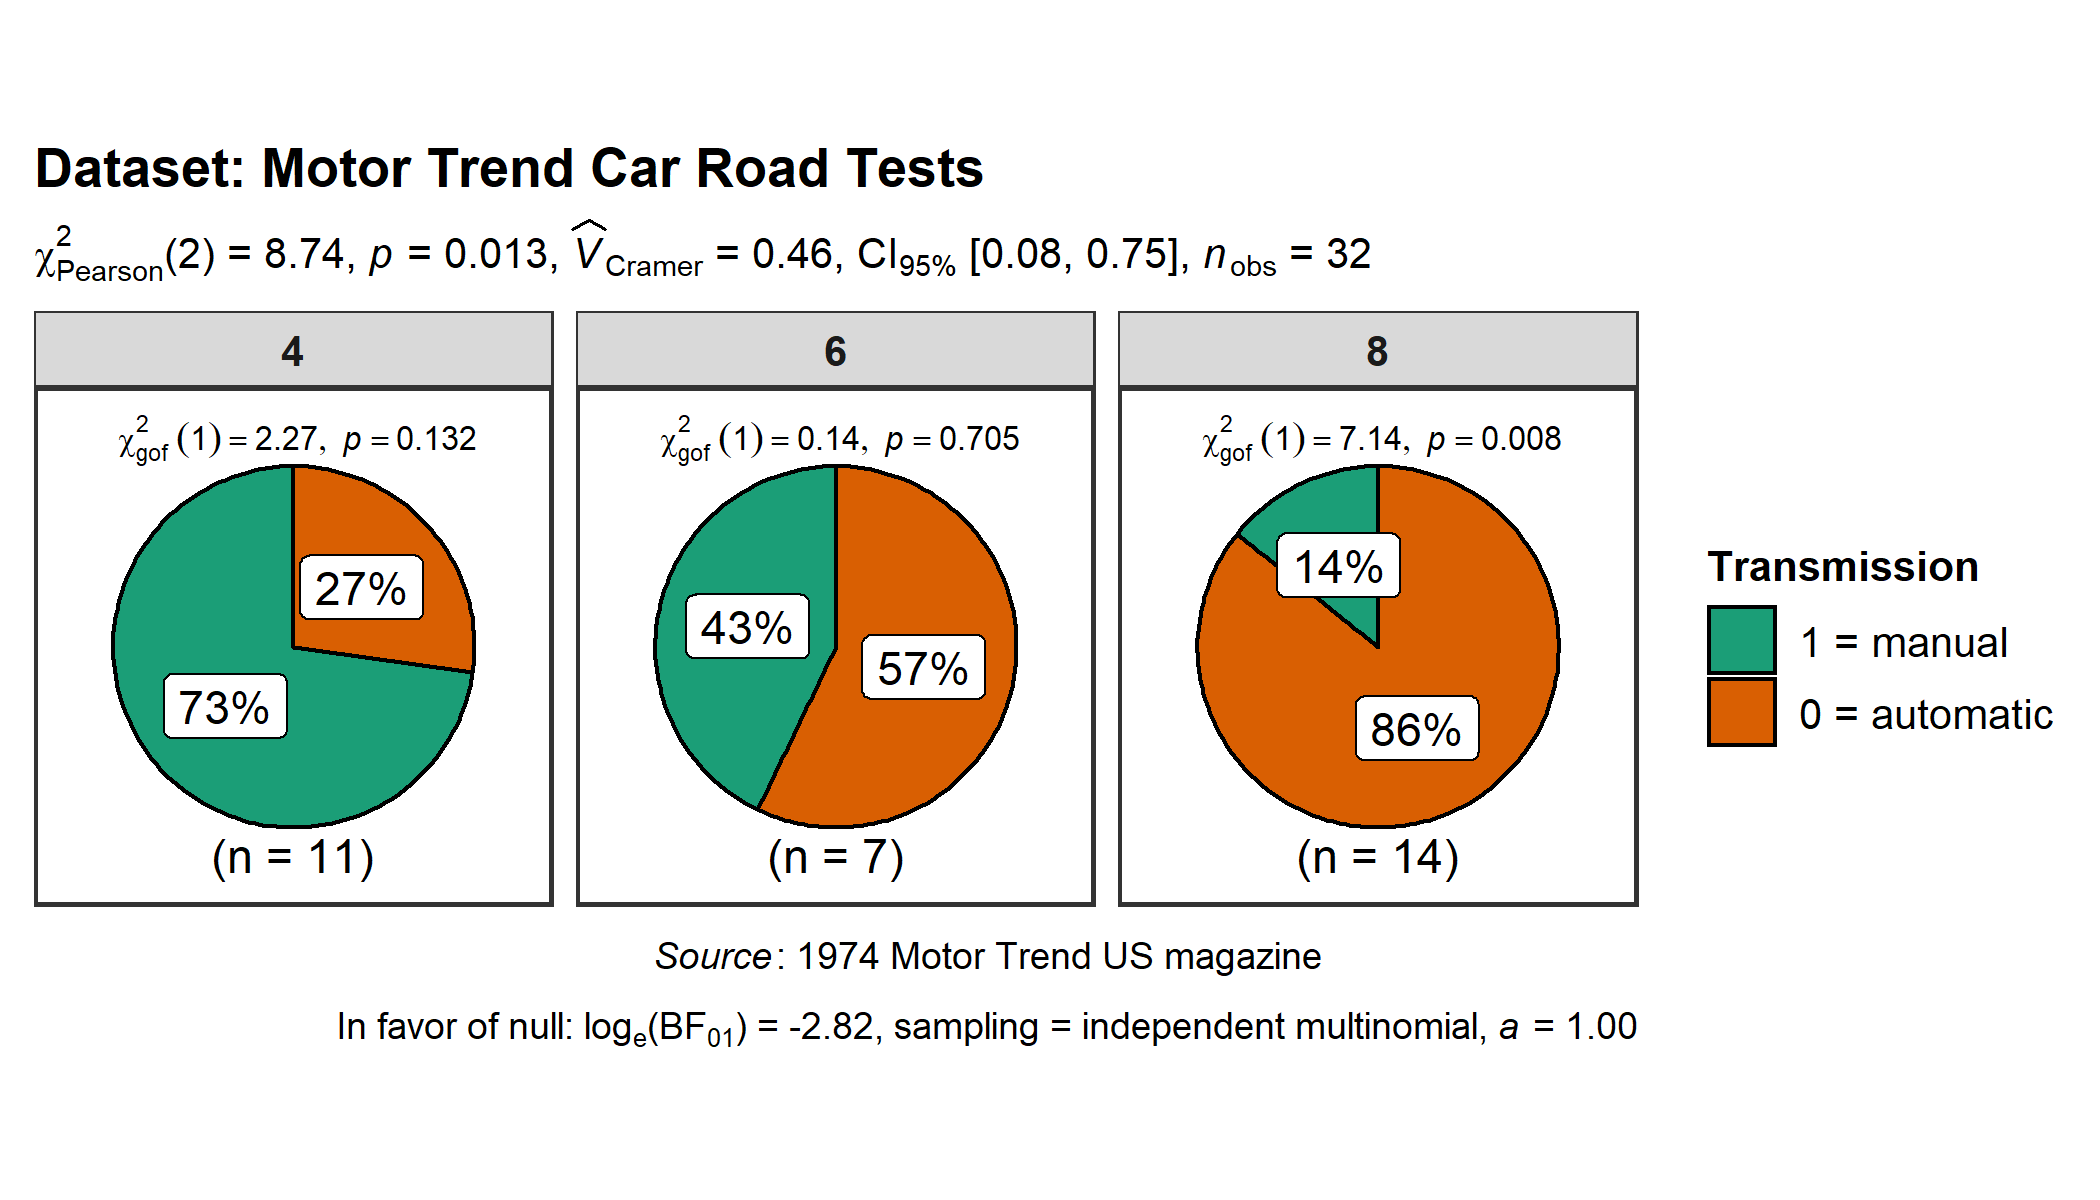 Dataset: Motor Trend Car Road Tests
χ²Pearson(2) = 8.74, p = 0.013, V̂Cramer = 0.46, CI95% [0.08, 0.75], nobs = 32
4
6
8
χ²gof (1) = 2.27, p = 0.132
χ²gof (1) = 0.14, p = 0.705
χ²gof (1) = 7.14, p = 0.008
27%
73%
43%
57%
14%
86%
(n = 11)
(n = 7)
(n = 14)
Transmission
1 = manual
0 = automatic
Source: 1974 Motor Trend US magazine
In favor of null: loge(BF01) = -2.82, sampling = independent multinomial, a = 1.00